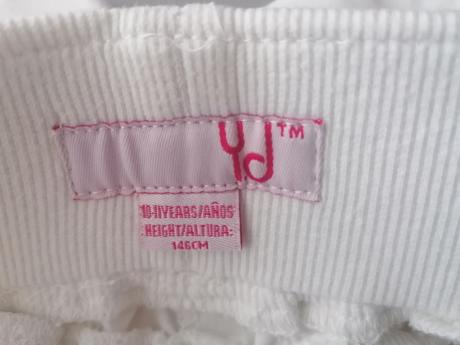 Yd™
10-11YEARS/AÑOS
HEIGHT/ALTURA:
146CM